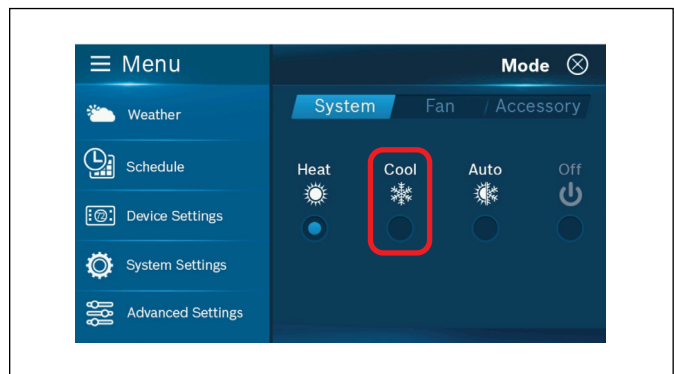 Menu
Mode
Weather
Schedule
Device Settings
System Settings
Advanced Settings
System Fan / Accessory
Heat Cool Auto Off